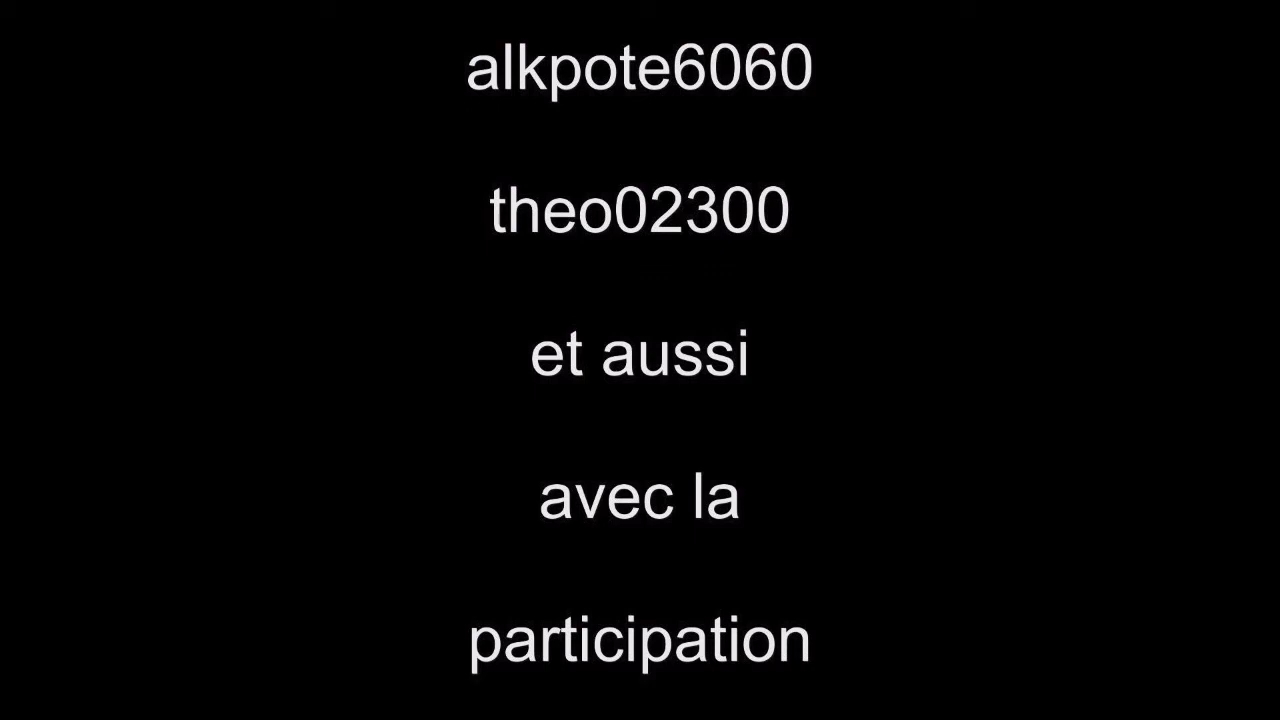 alkpote6060
theo02300
et aussi
avec la
participation